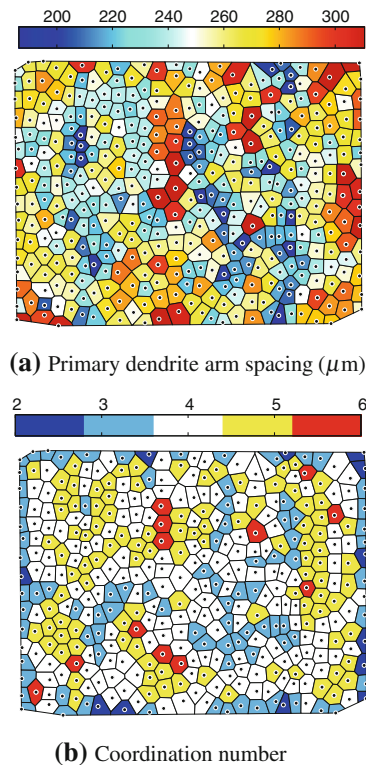 200 220 240 260 280 300
(a) Primary dendrite arm spacing (μm)
2 3 4 5 6
(b) Coordination number